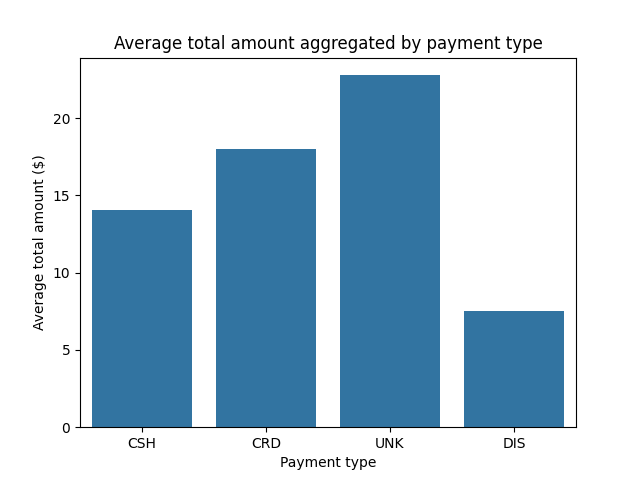 Average total amount aggregated by payment type
Average total amount ($)
20
15
10
5
0
CSH CRD UNK DIS
Payment type